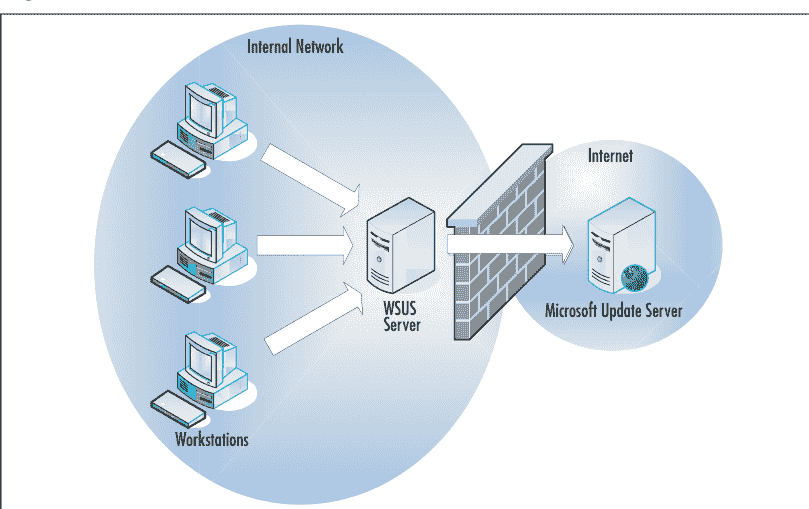 Internal Network
Internet
WSUS
Server
Microsoft Update Server
Workstations